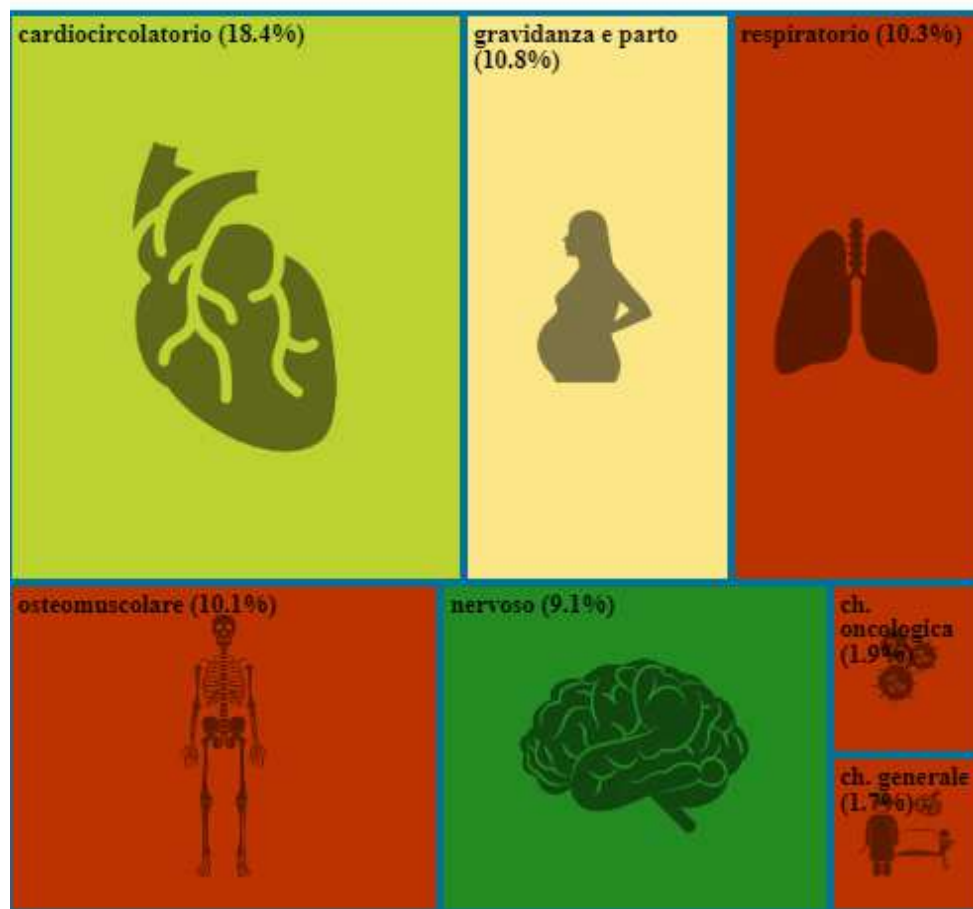 cardiocircolatorio (18.4%)
gravidanza e parto
(10.8%)
respiratorio (10.3%)
osteomuscolare (10.1%)
nervoso (9.1%)
ch.
oncologica
(1.9%)
ch. generale
(1.7%)